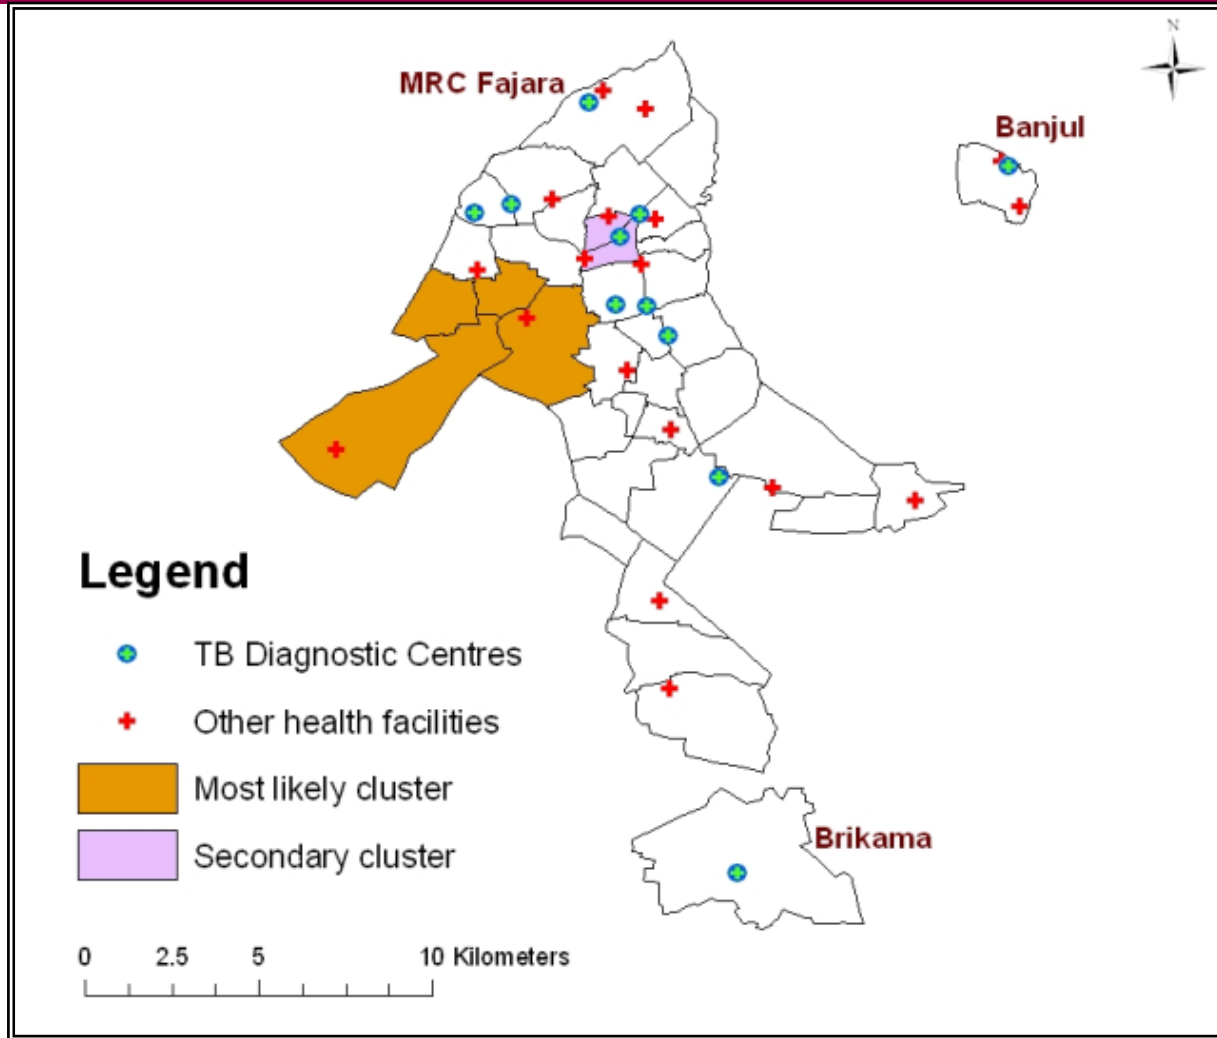 N
MRC Fajara
Banjul
Legend
TB Diagnostic Centres
Other health facilities
Most likely cluster
Secondary cluster
Brikama
0 2.5 5 10 Kilometers